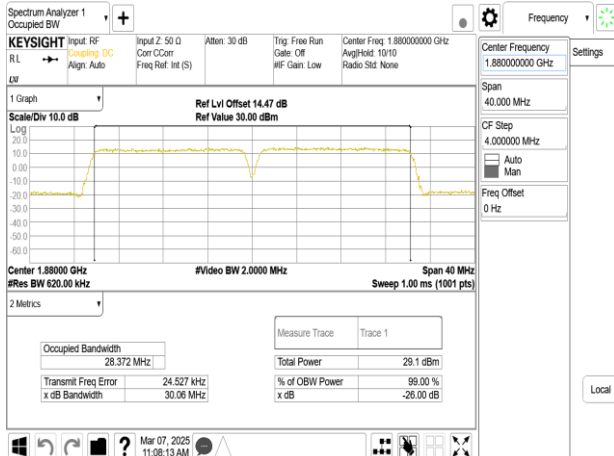 Spectrum Analyzer 1
Occupied BW
+
Frequency
KEYSIGHT
RL
Input: RF
Coupling: DC
Align: Auto
Input Z: 50 Ω
Corr CCorr
Freq Ref: Int (S)
Atten: 30 dB
Trig: Free Run
Gate: Off
#IF Gain: Low
Center Freq: 1.880000000 GHz
Avg|Hold: 10/10
Radio Std: None
LXI
1 Graph
Scale/Div 10.0 dB
Ref Lvl Offset 14.47 dB
Ref Value 30.00 dBm
Log
20.0
10.0
0.00
-10.0
-20.0
-30.0
-40.0
-50.0
-60.0
Center 1.88000 GHz
#Res BW 620.00 kHz
#Video BW 2.0000 MHz
Span 40 MHz
Sweep 1.00 ms (1001 pts)
2 Metrics
Measure Trace Trace 1
Occupied Bandwidth
28.372 MHz
Total Power 29.1 dBm
Transmit Freq Error 24.527 kHz
% of OBW Power 99.00 %
x dB Bandwidth 30.06 MHz
x dB -26.00 dB
Center Frequency
1.880000000 GHz
Settings
Span
40.000 MHz
CF Step
4.000000 MHz
Auto
Man
Freq Offset
0 Hz
Local
?
Mar 07, 2025
11:08:13 AM